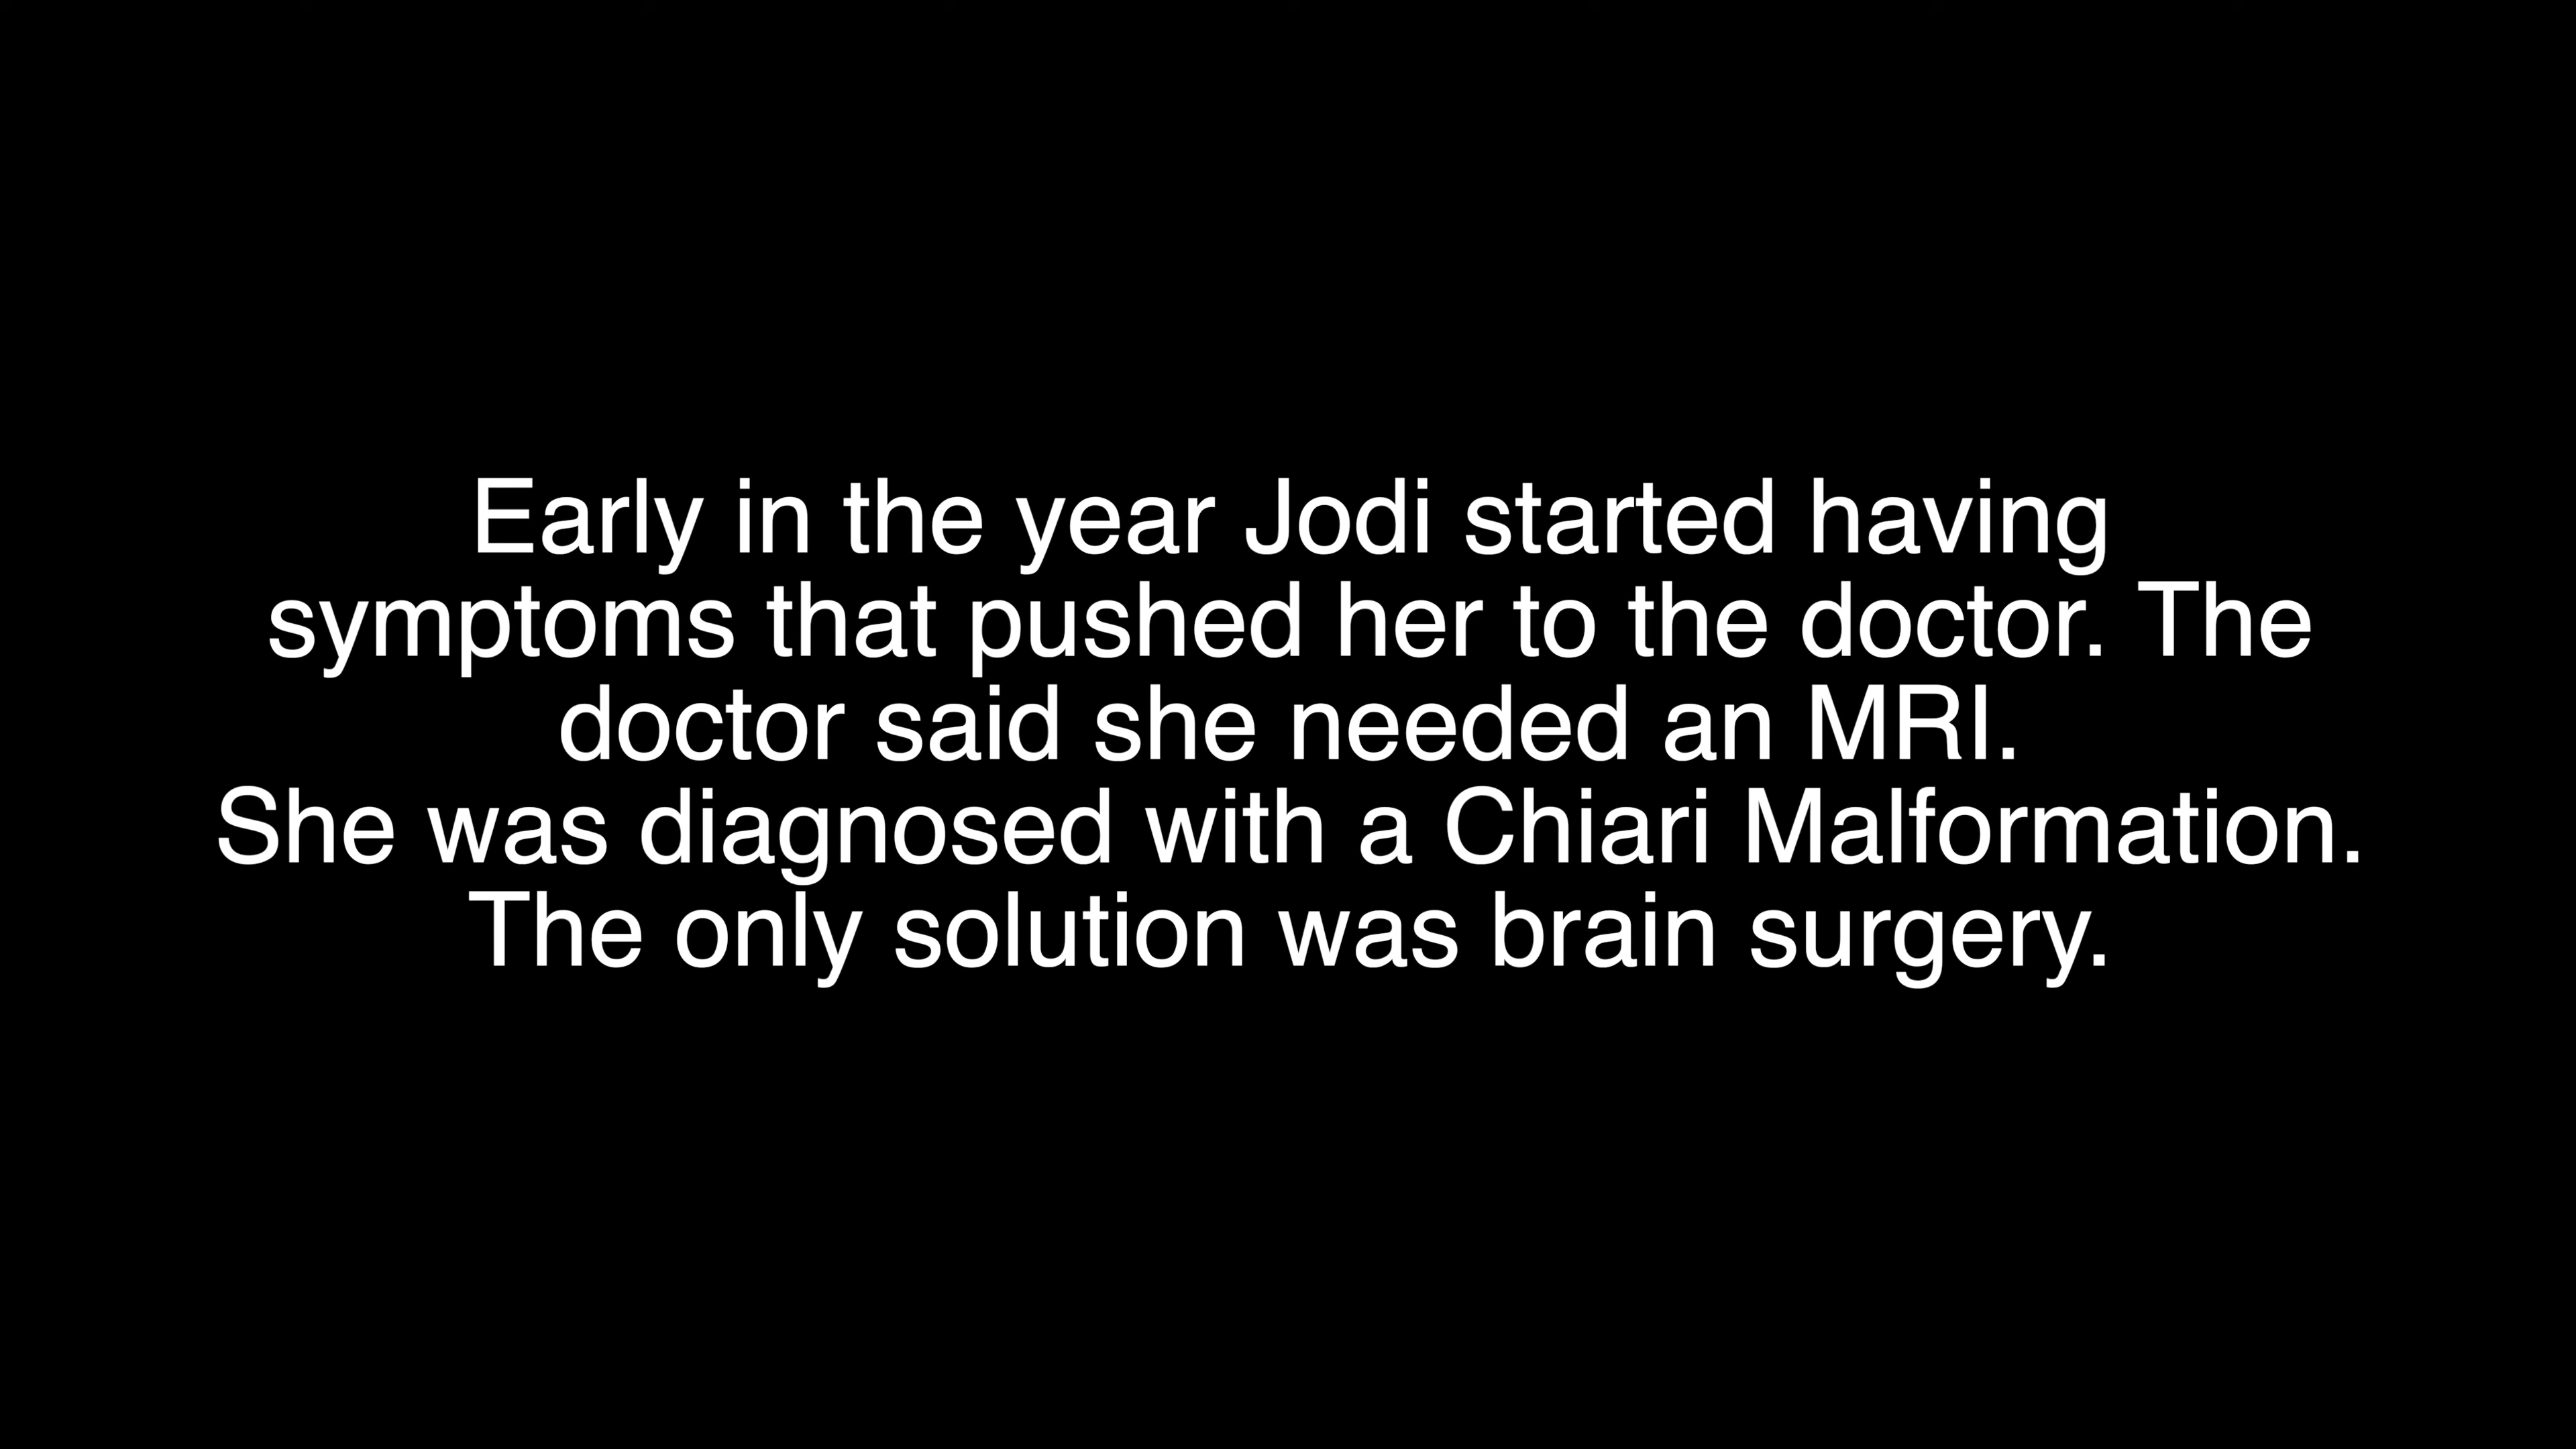 Early in the year Jodi started having
symptoms that pushed her to the doctor. The
doctor said she needed an MRI.
She was diagnosed with a Chiari Malformation.
The only solution was brain surgery.